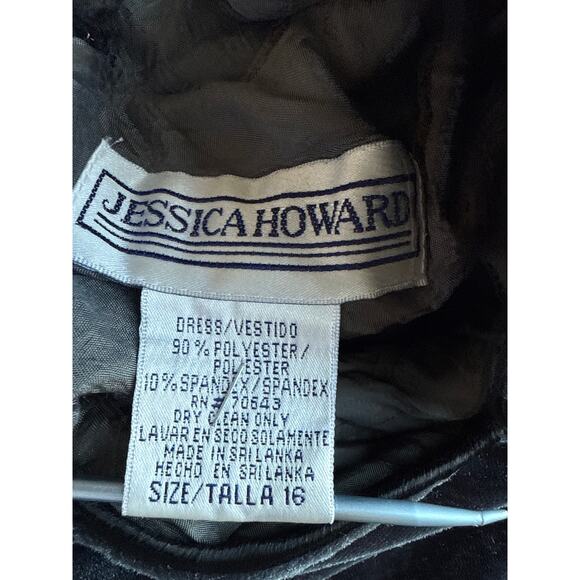 JESSICA HOWARD
DRESS/VESTIDO
90% POLYESTER/
POLYESTER
10% SPANDEX/SPANDEX
RN# 70643
DRY CLEAN ONLY
LAVAR EN SECO SOLAMENTE
MADE IN SRI LANKA
HECHO EN SRI LANKA
SIZE/TALLA 16